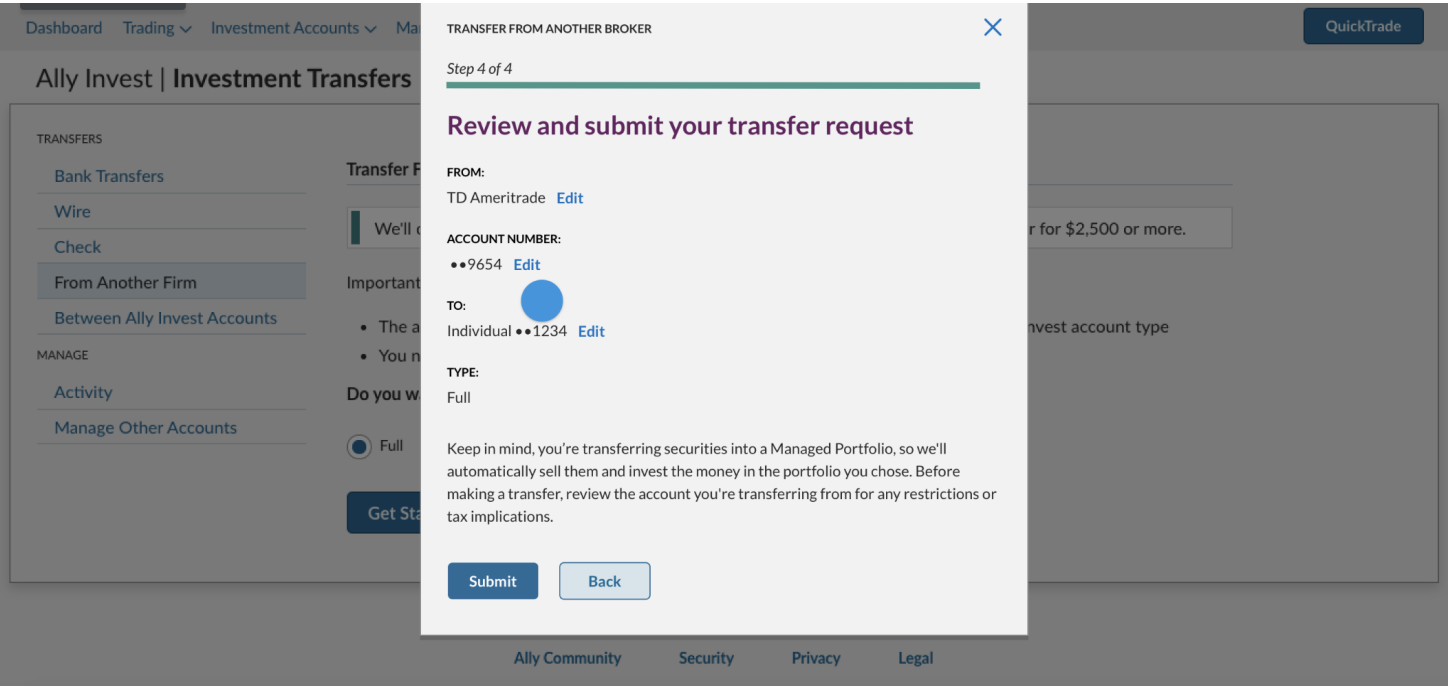 Dashboard Trading Investment Accounts QuickTrade
Ally Invest | Investment Transfers
TRANSFERS
Bank Transfers
Wire
Check
From Another Firm
Between Ally Invest Accounts
MANAGE
Activity
Manage Other Accounts
Transfer
We'll
r for $2,500 or more.
Important
• The
nvest account type
• You
Do you
Full
Get
TRANSFER FROM ANOTHER BROKER
Step 4 of 4
Review and submit your transfer request
FROM:
TD Ameritrade Edit
ACCOUNT NUMBER:
••9654 Edit
TO:
Individual ••1234 Edit
TYPE:
Full
Keep in mind, you're transferring securities into a Managed Portfolio, so we'll
automatically sell them and invest the money in the portfolio you chose. Before
making a transfer, review the account you're transferring from for any restrictions or
tax implications.
Submit Back
Ally Community Security Privacy Legal